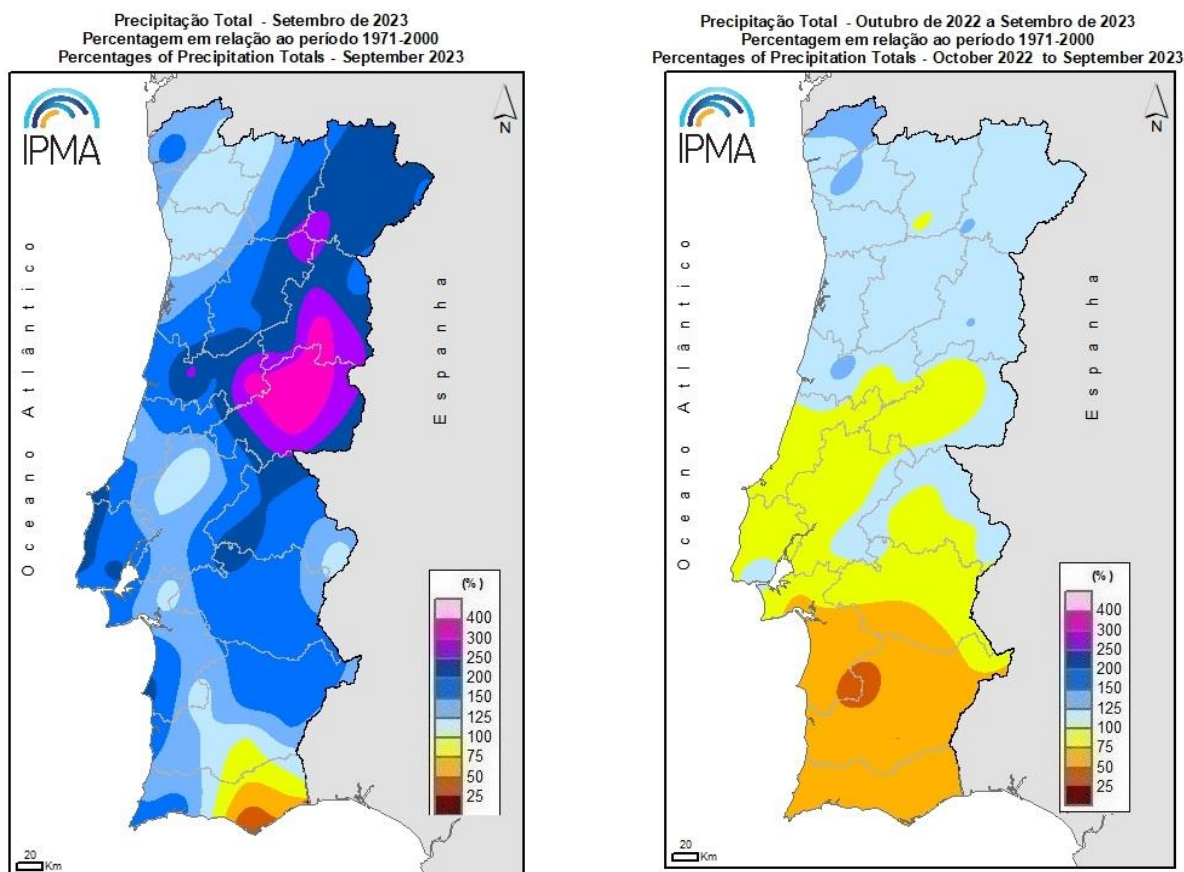 Precipitação Total - Setembro de 2023
Percentagem em relação ao período 1971-2000
Percentages of Precipitation Totals - September 2023
IPMA
N
Oceano Atlântico
Espanha
(%)
400
300
250
200
150
125
100
75
50
25
20
Km
Precipitação Total - Outubro de 2022 a Setembro de 2023
Percentagem em relação ao período 1971-2000
Percentages of Precipitation Totals - October 2022 to September 2023
IPMA
N
Oceano Atlântico
Espanha
(%)
400
300
250
200
150
125
100
75
50
25
20
Km